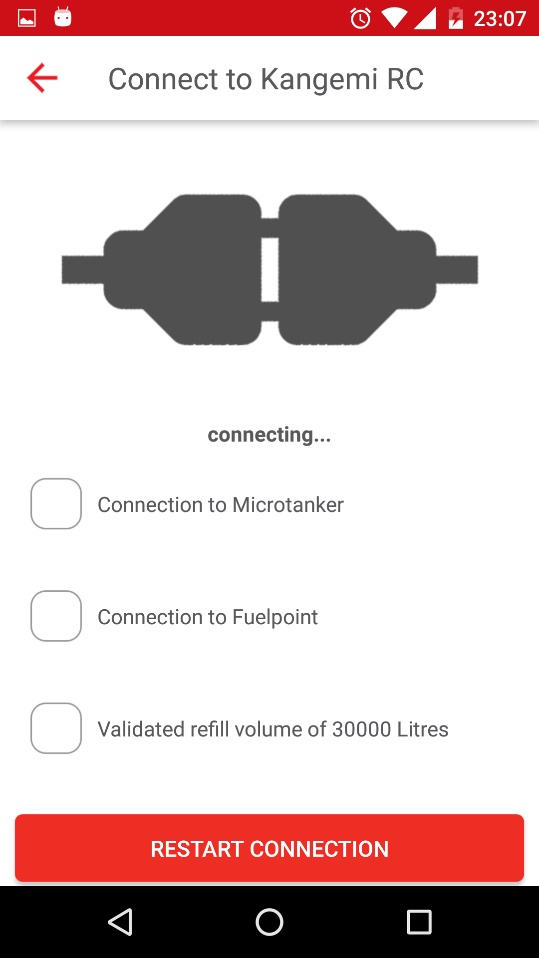 23:07
Connect to Kangemi RC
connecting...
Connection to Microtanker
Connection to Fuelpoint
Validated refill volume of 30000 Litres
RESTART CONNECTION